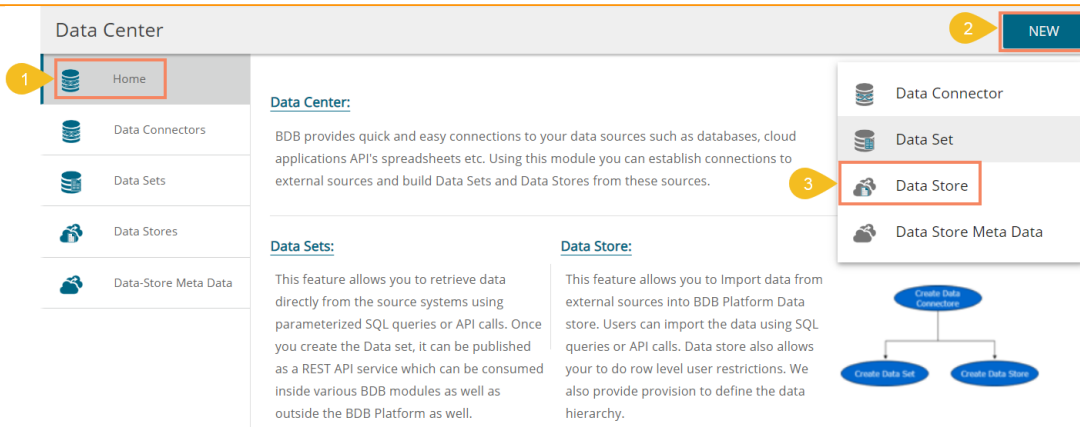 Data Center
2
NEW
1
Home
Data Connectors
Data Sets
Data Stores
Data-Store Meta Data
Data Center:
BDB provides quick and easy connections to your data sources such as databases, cloud
applications API's spreadsheets etc. Using this module you can establish connections to
external sources and build Data Sets and Data Stores from these sources.
Data Sets:
This feature allows you to retrieve data
directly from the source systems using
parameterized SQL queries or API calls. Once
you create the Data set, it can be published
as a REST API service which can be consumed
inside various BDB modules as well as
outside the BDB Platform as well.
Data Store:
This feature allows you to Import data from
external sources into BDB Platform Data
store. Users can import the data using SQL
queries or API calls. Data store also allows
your to do row level user restrictions. We
also provide provision to define the data
hierarchy.
Data Connector
Data Set
3
Data Store
Data Store Meta Data
Create Data
Connectore
Create Data Set
Create Data Store